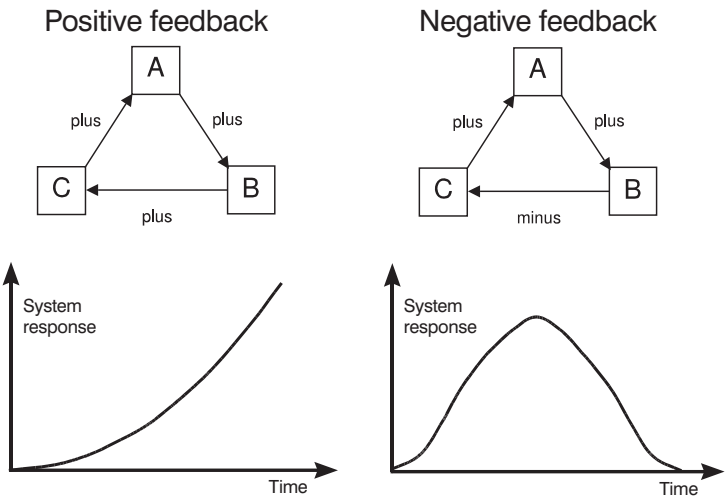 Positive feedback
A
plus
plus
C
B
plus
System
response
Time
Negative feedback
A
plus
plus
C
B
minus
System
response
Time